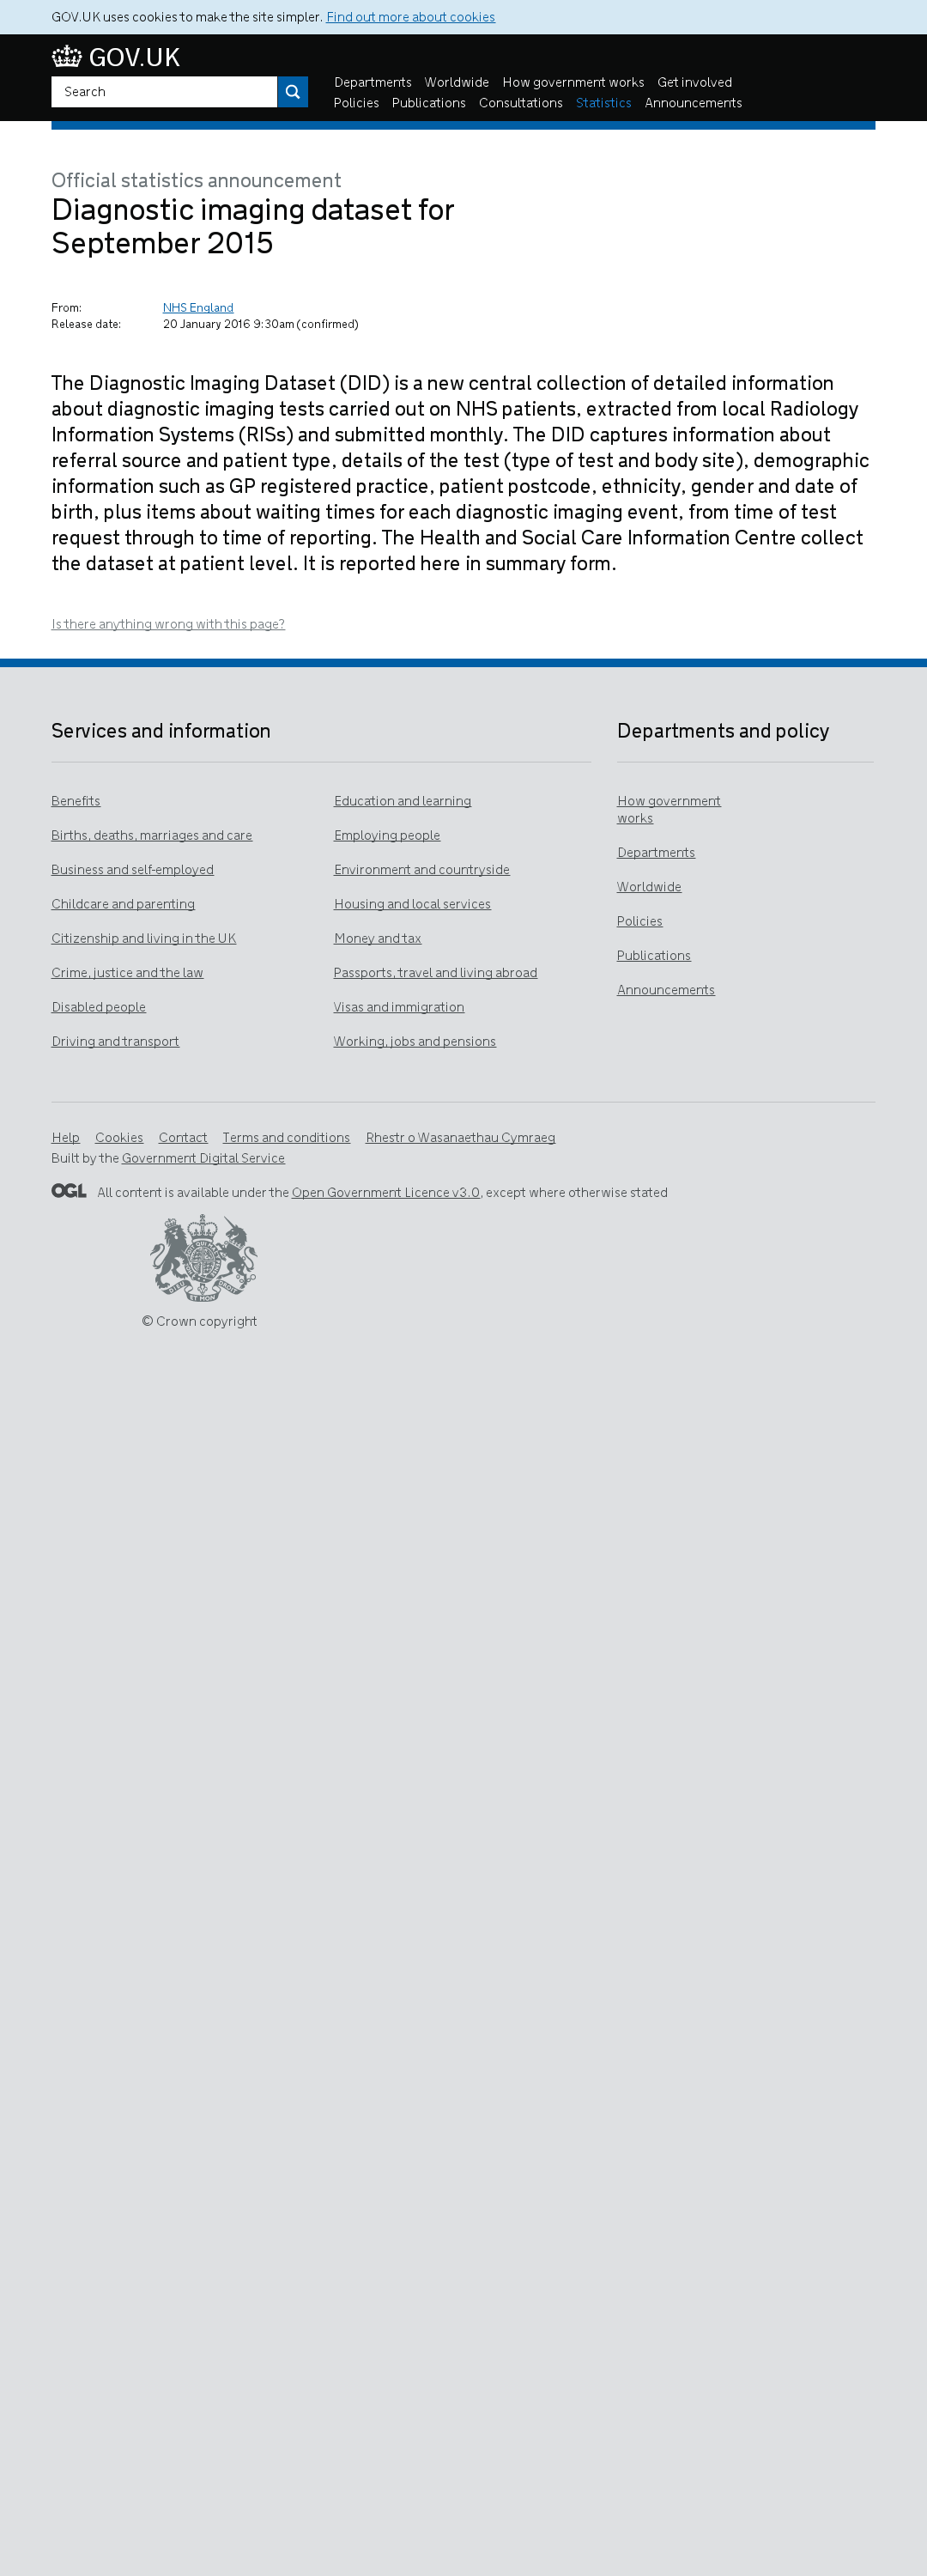 GOV.UK uses cookies to make the site simpler. Find out more about cookies
GOV.UK
Search
Departments Worldwide How government works Get involved
Policies Publications Consultations Statistics Announcements
Official statistics announcement
Diagnostic imaging dataset for
September 2015
From: NHS England
Release date: 20 January 2016 9:30am (confirmed)
The Diagnostic Imaging Dataset (DID) is a new central collection of detailed information
about diagnostic imaging tests carried out on NHS patients, extracted from local Radiology
Information Systems (RISs) and submitted monthly. The DID captures information about
referral source and patient type, details of the test (type of test and body site), demographic
information such as GP registered practice, patient postcode, ethnicity, gender and date of
birth, plus items about waiting times for each diagnostic imaging event, from time of test
request through to time of reporting. The Health and Social Care Information Centre collect
the dataset at patient level. It is reported here in summary form.
Is there anything wrong with this page?
Services and information
Benefits
Births, deaths, marriages and care
Business and self-employed
Childcare and parenting
Citizenship and living in the UK
Crime, justice and the law
Disabled people
Driving and transport
Education and learning
Employing people
Environment and countryside
Housing and local services
Money and tax
Passports, travel and living abroad
Visas and immigration
Working, jobs and pensions
Departments and policy
How government
works
Departments
Worldwide
Policies
Publications
Announcements
Help Cookies Contact Terms and conditions Rhestr o Wasanaethau Cymraeg
Built by the Government Digital Service
OGL All content is available under the Open Government Licence v3.0, except where otherwise stated
DIEU ET MON DROIT
© Crown copyright